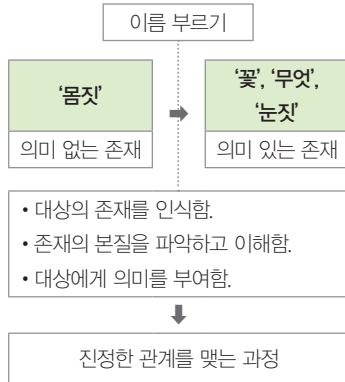 이름 부르기
‘몸짓’
‘꽃’, ‘무엇’,
‘눈짓’
의미 없는 존재
의미 있는 존재
• 대상의 존재를 인식함.
• 존재의 본질을 파악하고 이해함.
• 대상에게 의미를 부여함.
진정한 관계를 맺는 과정